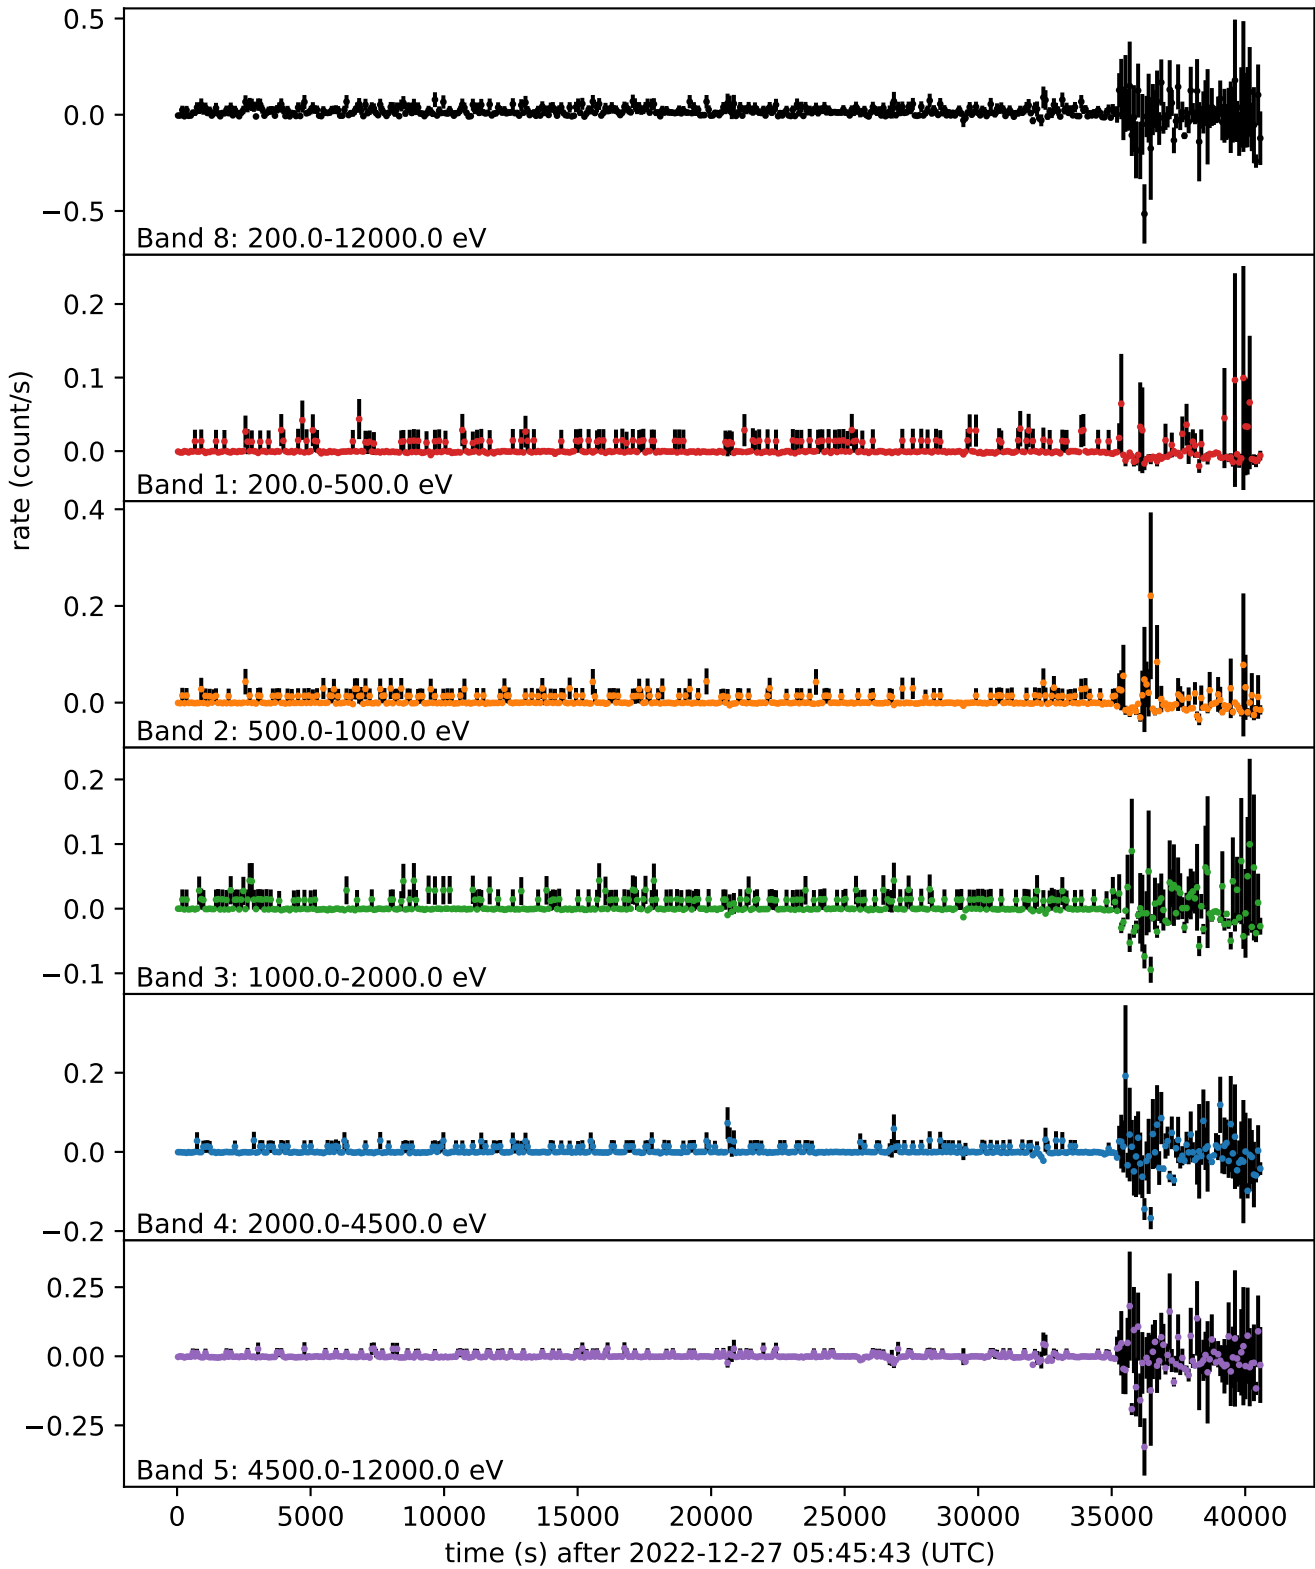 rate (count/s)
0.5
0.0
−0.5
Band 8: 200.0-12000.0 eV
0.2
0.1
0.0
Band 1: 200.0-500.0 eV
0.4
0.2
0.0
Band 2: 500.0-1000.0 eV
0.2
0.1
0.0
−0.1
Band 3: 1000.0-2000.0 eV
0.2
0.0
−0.2
Band 4: 2000.0-4500.0 eV
0.25
0.00
−0.25
Band 5: 4500.0-12000.0 eV
0 5000 10000 15000 20000 25000 30000 35000 40000
time (s) after 2022-12-27 05:45:43 (UTC)